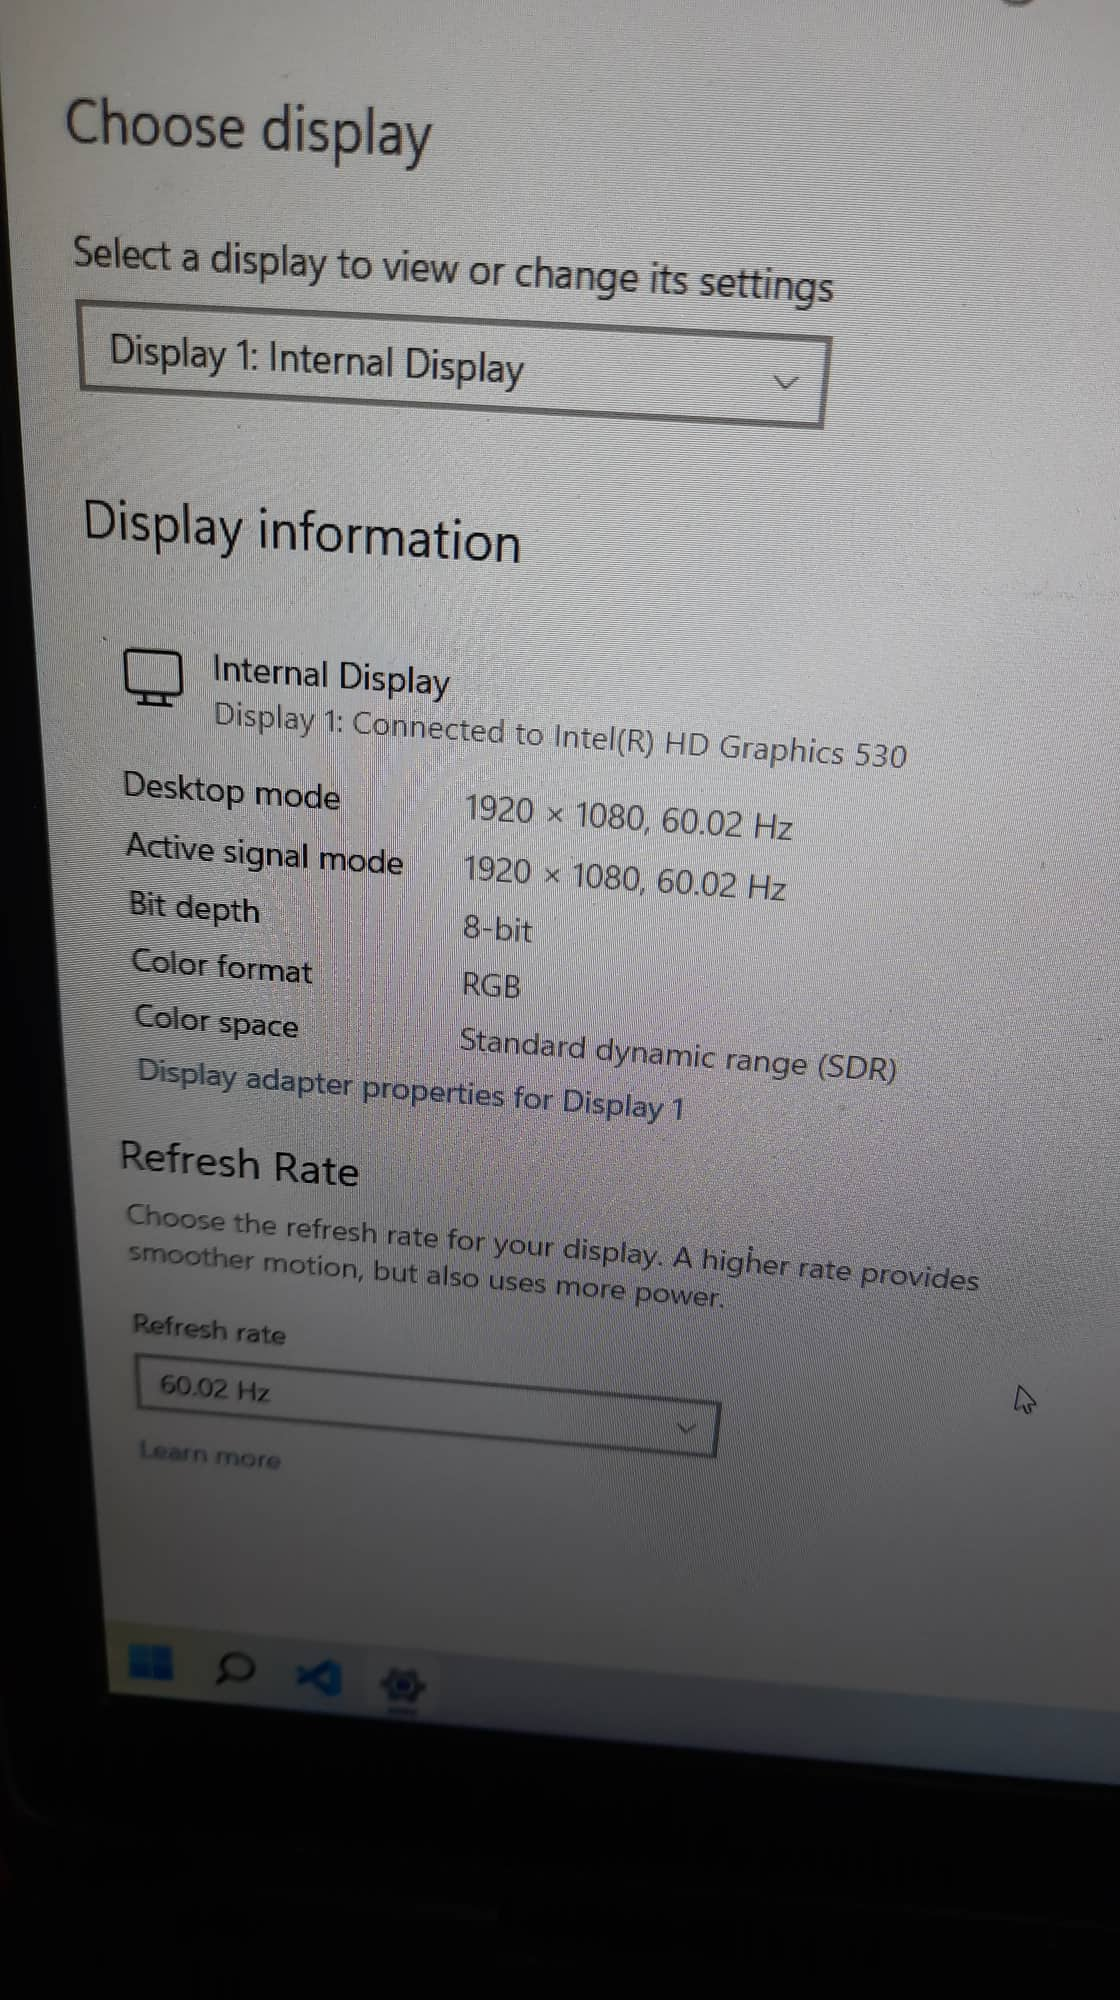 Choose display
Select a display to view or change its settings
Display 1: Internal Display
Display information
Internal Display
Display 1: Connected to Intel(R) HD Graphics 530
Desktop mode 1920 × 1080, 60.02 Hz
Active signal mode 1920 × 1080, 60.02 Hz
Bit depth 8-bit
Color format RGB
Color space Standard dynamic range (SDR)
Display adapter properties for Display 1
Refresh Rate
Choose the refresh rate for your display. A higher rate provides
smoother motion, but also uses more power.
Refresh rate
60.02 Hz
Learn more